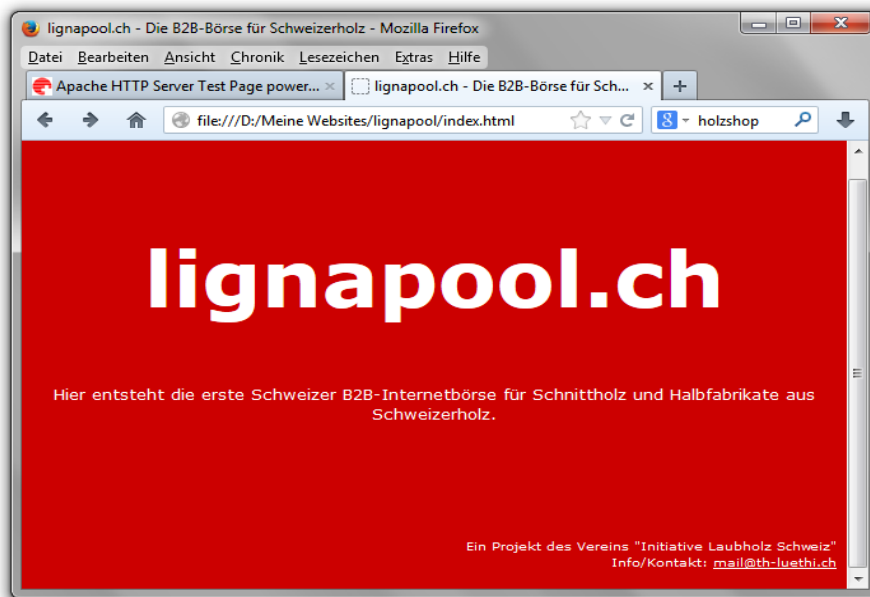 lignapool.ch - Die B2B-Börse für Schweizerholz - Mozilla Firefox
Datei Bearbeiten Ansicht Chronik Lesezeichen Extras Hilfe
Apache HTTP Server Test Page power... lignapool.ch - Die B2B-Börse für Sch...
file:///D:/Meine Websites/lignapool/index.html 8 holzshop
lignapool.ch
Hier entsteht die erste Schweizer B2B-Internetbörse für Schnittholz und Halbfabrikate aus
Schweizerholz.
Ein Projekt des Vereins "Initiative Laubholz Schweiz"
Info/Kontakt: mail@th-luethi.ch